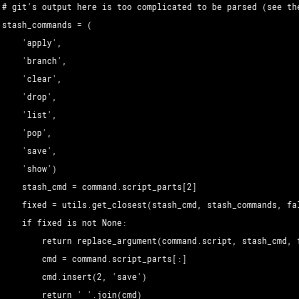 # git's output here is too complicated to be parsed (see the
stash_commands = (
    'apply',
    'branch',
    'clear',
    'drop',
    'list',
    'pop',
    'save',
    'show')
    stash_cmd = command.script_parts[2]
    fixed = utils.get_closest(stash_cmd, stash_commands, fal
    if fixed is not None:
        return replace_argument(command.script, stash_cmd, f
        cmd = command.script_parts[:]
        cmd.insert(2, 'save')
        return ' '.join(cmd)